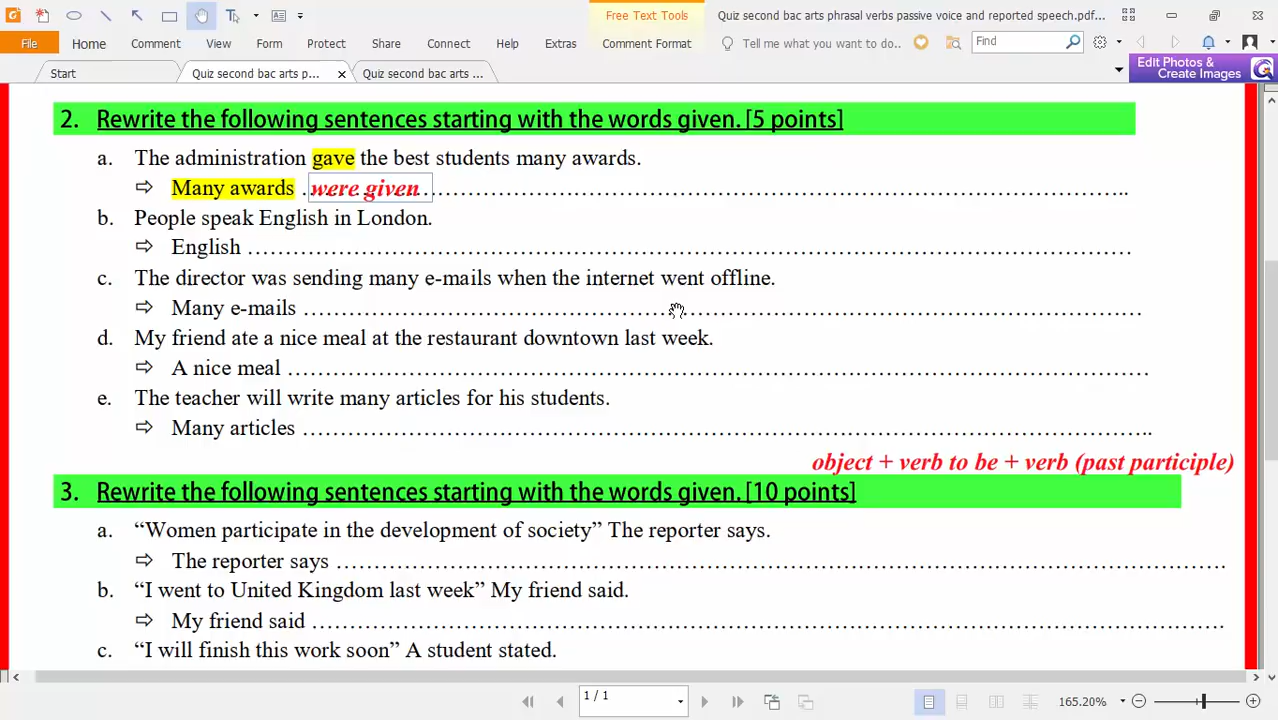 Free Text Tools
Quiz second bac arts phrasal verbs passive voice and reported speech.pdf...
File Home Comment View Form Protect Share Connect Help Extras Comment Format Tell me what you want to do.. Find
Edit Photos & Create Images
Start Quiz second bac arts p... Quiz second bac arts ...
2. Rewrite the following sentences starting with the words given. [5 points]
a. The administration gave the best students many awards.
⇨ Many awards were given ……………………………………………………………………..
b. People speak English in London.
⇨ English ……………………………………………………………………………………
c. The director was sending many e-mails when the internet went offline.
⇨ Many e-mails ………………………………………………………………………………
d. My friend ate a nice meal at the restaurant downtown last week.
⇨ A nice meal ………………………………………………………………………………
e. The teacher will write many articles for his students.
⇨ Many articles ……………………………………………………………………………..
object + verb to be + verb (past participle)
3. Rewrite the following sentences starting with the words given. [10 points]
a. “Women participate in the development of society” The reporter says.
⇨ The reporter says ……………………………………………………………………………….
b. “I went to United Kingdom last week” My friend said.
⇨ My friend said ………………………………………………………………………………….
c. “I will finish this work soon” A student stated.
1 / 1
165.20%